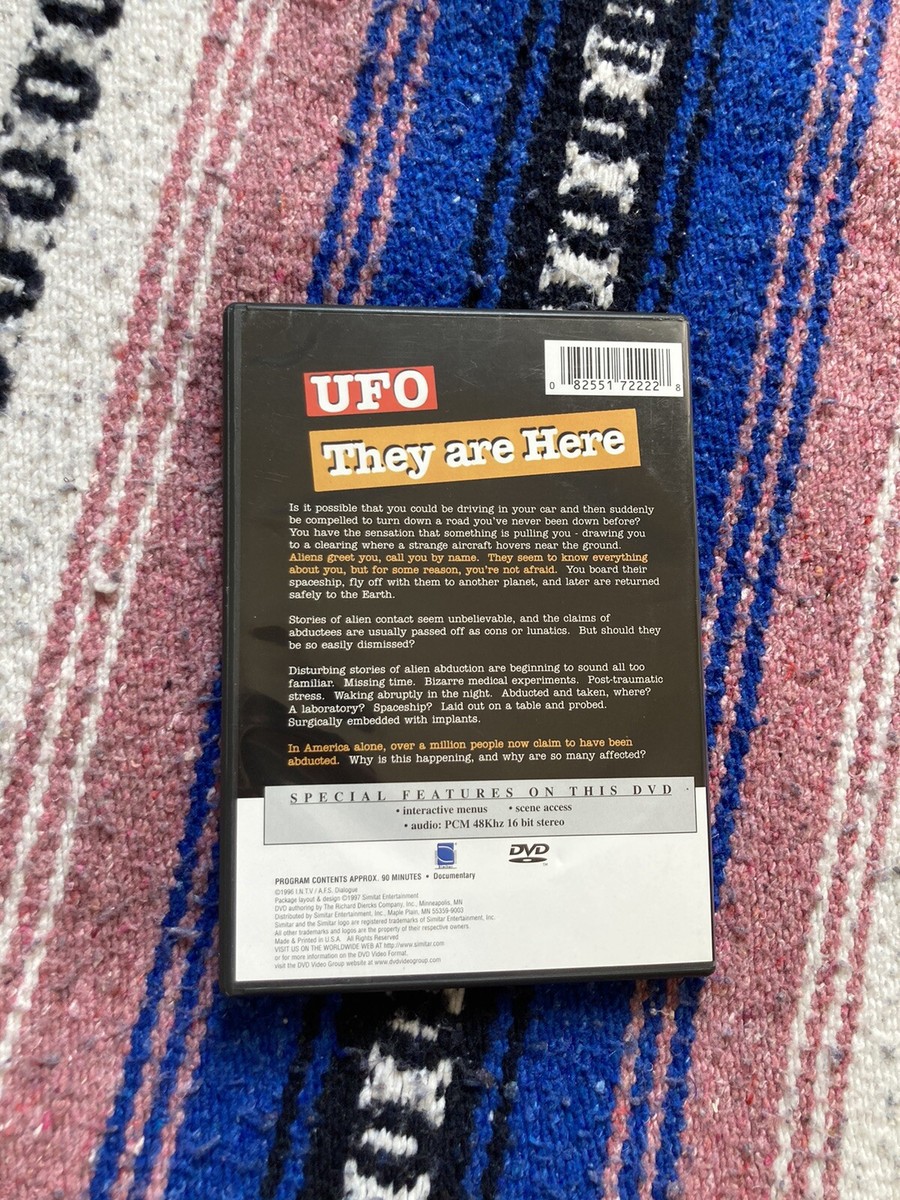 0 82551 72222 8
UFO
They are Here
Is it possible that you could be driving in your car and then suddenly
be compelled to turn down a road you've never been down before?
You have the sensation that something is pulling you - drawing you
to a clearing where a strange aircraft hovers near the ground.
Aliens greet you, call you by name. They seem to know everything
about you, but for some reason, you're not afraid. You board their
spaceship, fly off with them to another planet, and later are returned
safely to the Earth.
Stories of alien contact seem unbelievable, and the claims of
abductees are usually passed off as cons or lunatics. But should they
be so easily dismissed?
Disturbing stories of alien abduction are beginning to sound all too
familiar. Missing time. Bizarre medical experiments. Post-traumatic
stress. Waking abruptly in the night. Abducted and taken, where?
A laboratory? Spaceship? Laid out on a table and probed.
Surgically embedded with implants.
In America alone, over a million people now claim to have been
abducted. Why is this happening, and why are so many affected?
SPECIAL FEATURES ON THIS DVD
• interactive menus • scene access
• audio: PCM 48Khz 16 bit stereo
DVD
PROGRAM CONTENTS APPROX. 90 MINUTES • Documentary
©1996 I.N.T.V / A.F.S. Dialogue
Package layout & design ©1997 Simitar Entertainment
DVD authoring by The Richard Diercks Company, Inc., Minneapolis, MN
Distributed by Simitar Entertainment, Inc., Maple Plain, MN 55359-9003
Simitar and the Simitar logo are registered trademarks of Simitar Entertainment, Inc.
All other trademarks and logos are the property of their respective owners.
Made & Printed in U.S.A. All Rights Reserved
VISIT US ON THE WORLDWIDE WEB AT http://www.simitar.com
or for more information on the DVD Video Format,
visit the DVD Video Group website at www.dvdvideogroup.com